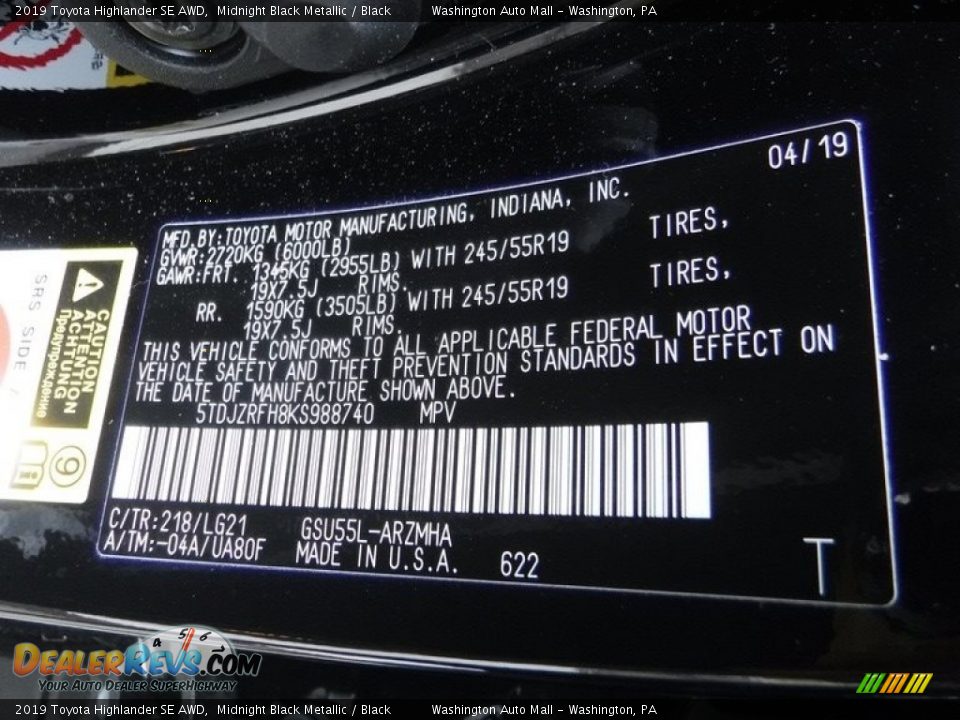 2019 Toyota Highlander SE AWD, Midnight Black Metallic / Black Washington Auto Mall - Washington, PA
04/19
MFD.BY:TOYOTA MOTOR MANUFACTURING, INDIANA, INC.
GVWR:2720KG (6000LB)
GAWR:FRT. 1345KG (2955LB) WITH 245/55R19 TIRES,
19X7.5J RIMS.
RR. 1590KG (3505LB) WITH 245/55R19 TIRES,
19X7.5J RIMS.
THIS VEHICLE CONFORMS TO ALL APPLICABLE FEDERAL MOTOR
VEHICLE SAFETY AND THEFT PREVENTION STANDARDS IN EFFECT ON
THE DATE OF MANUFACTURE SHOWN ABOVE.
5TDJZRFH8KS988740 MPV
C/TR:218/LG21 GSU55L-ARZMHA
A/TM:-04A/UA80F MADE IN U.S.A. 622
T
CAUTION
ATTENTION
ACHTUNG
Предупреждение
SRS SIDE /
9
4 5 6
DEALERREVS.COM
YOUR AUTO DEALER SUPERHIGHWAY
2019 Toyota Highlander SE AWD, Midnight Black Metallic / Black Washington Auto Mall - Washington, PA